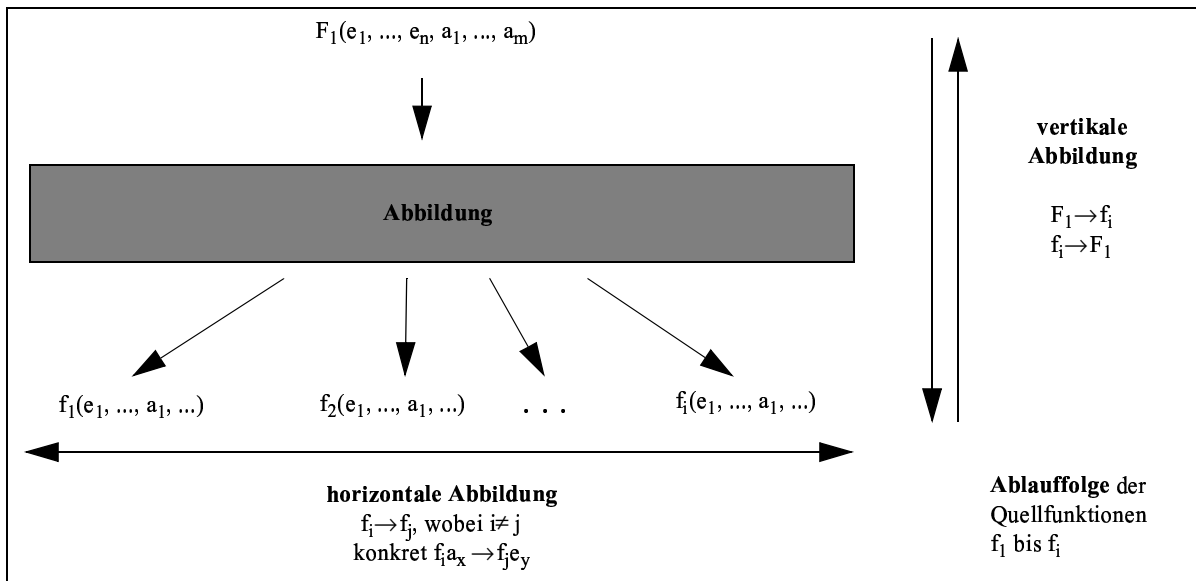 F₁(e₁, ..., eₙ, a₁, ..., aₘ)
Abbildung
f₁(e₁, ..., a₁, ...)
f₂(e₁, ..., a₁, ...)
. . .
fᵢ(e₁, ..., a₁, ...)
horizontale Abbildung
fᵢ→fⱼ, wobei i≠ j
konkret fᵢaₓ→fⱼe_y
vertikale
Abbildung
F₁→fᵢ
fᵢ→F₁
Ablauffolge der
Quellfunktionen
f₁ bis fᵢ